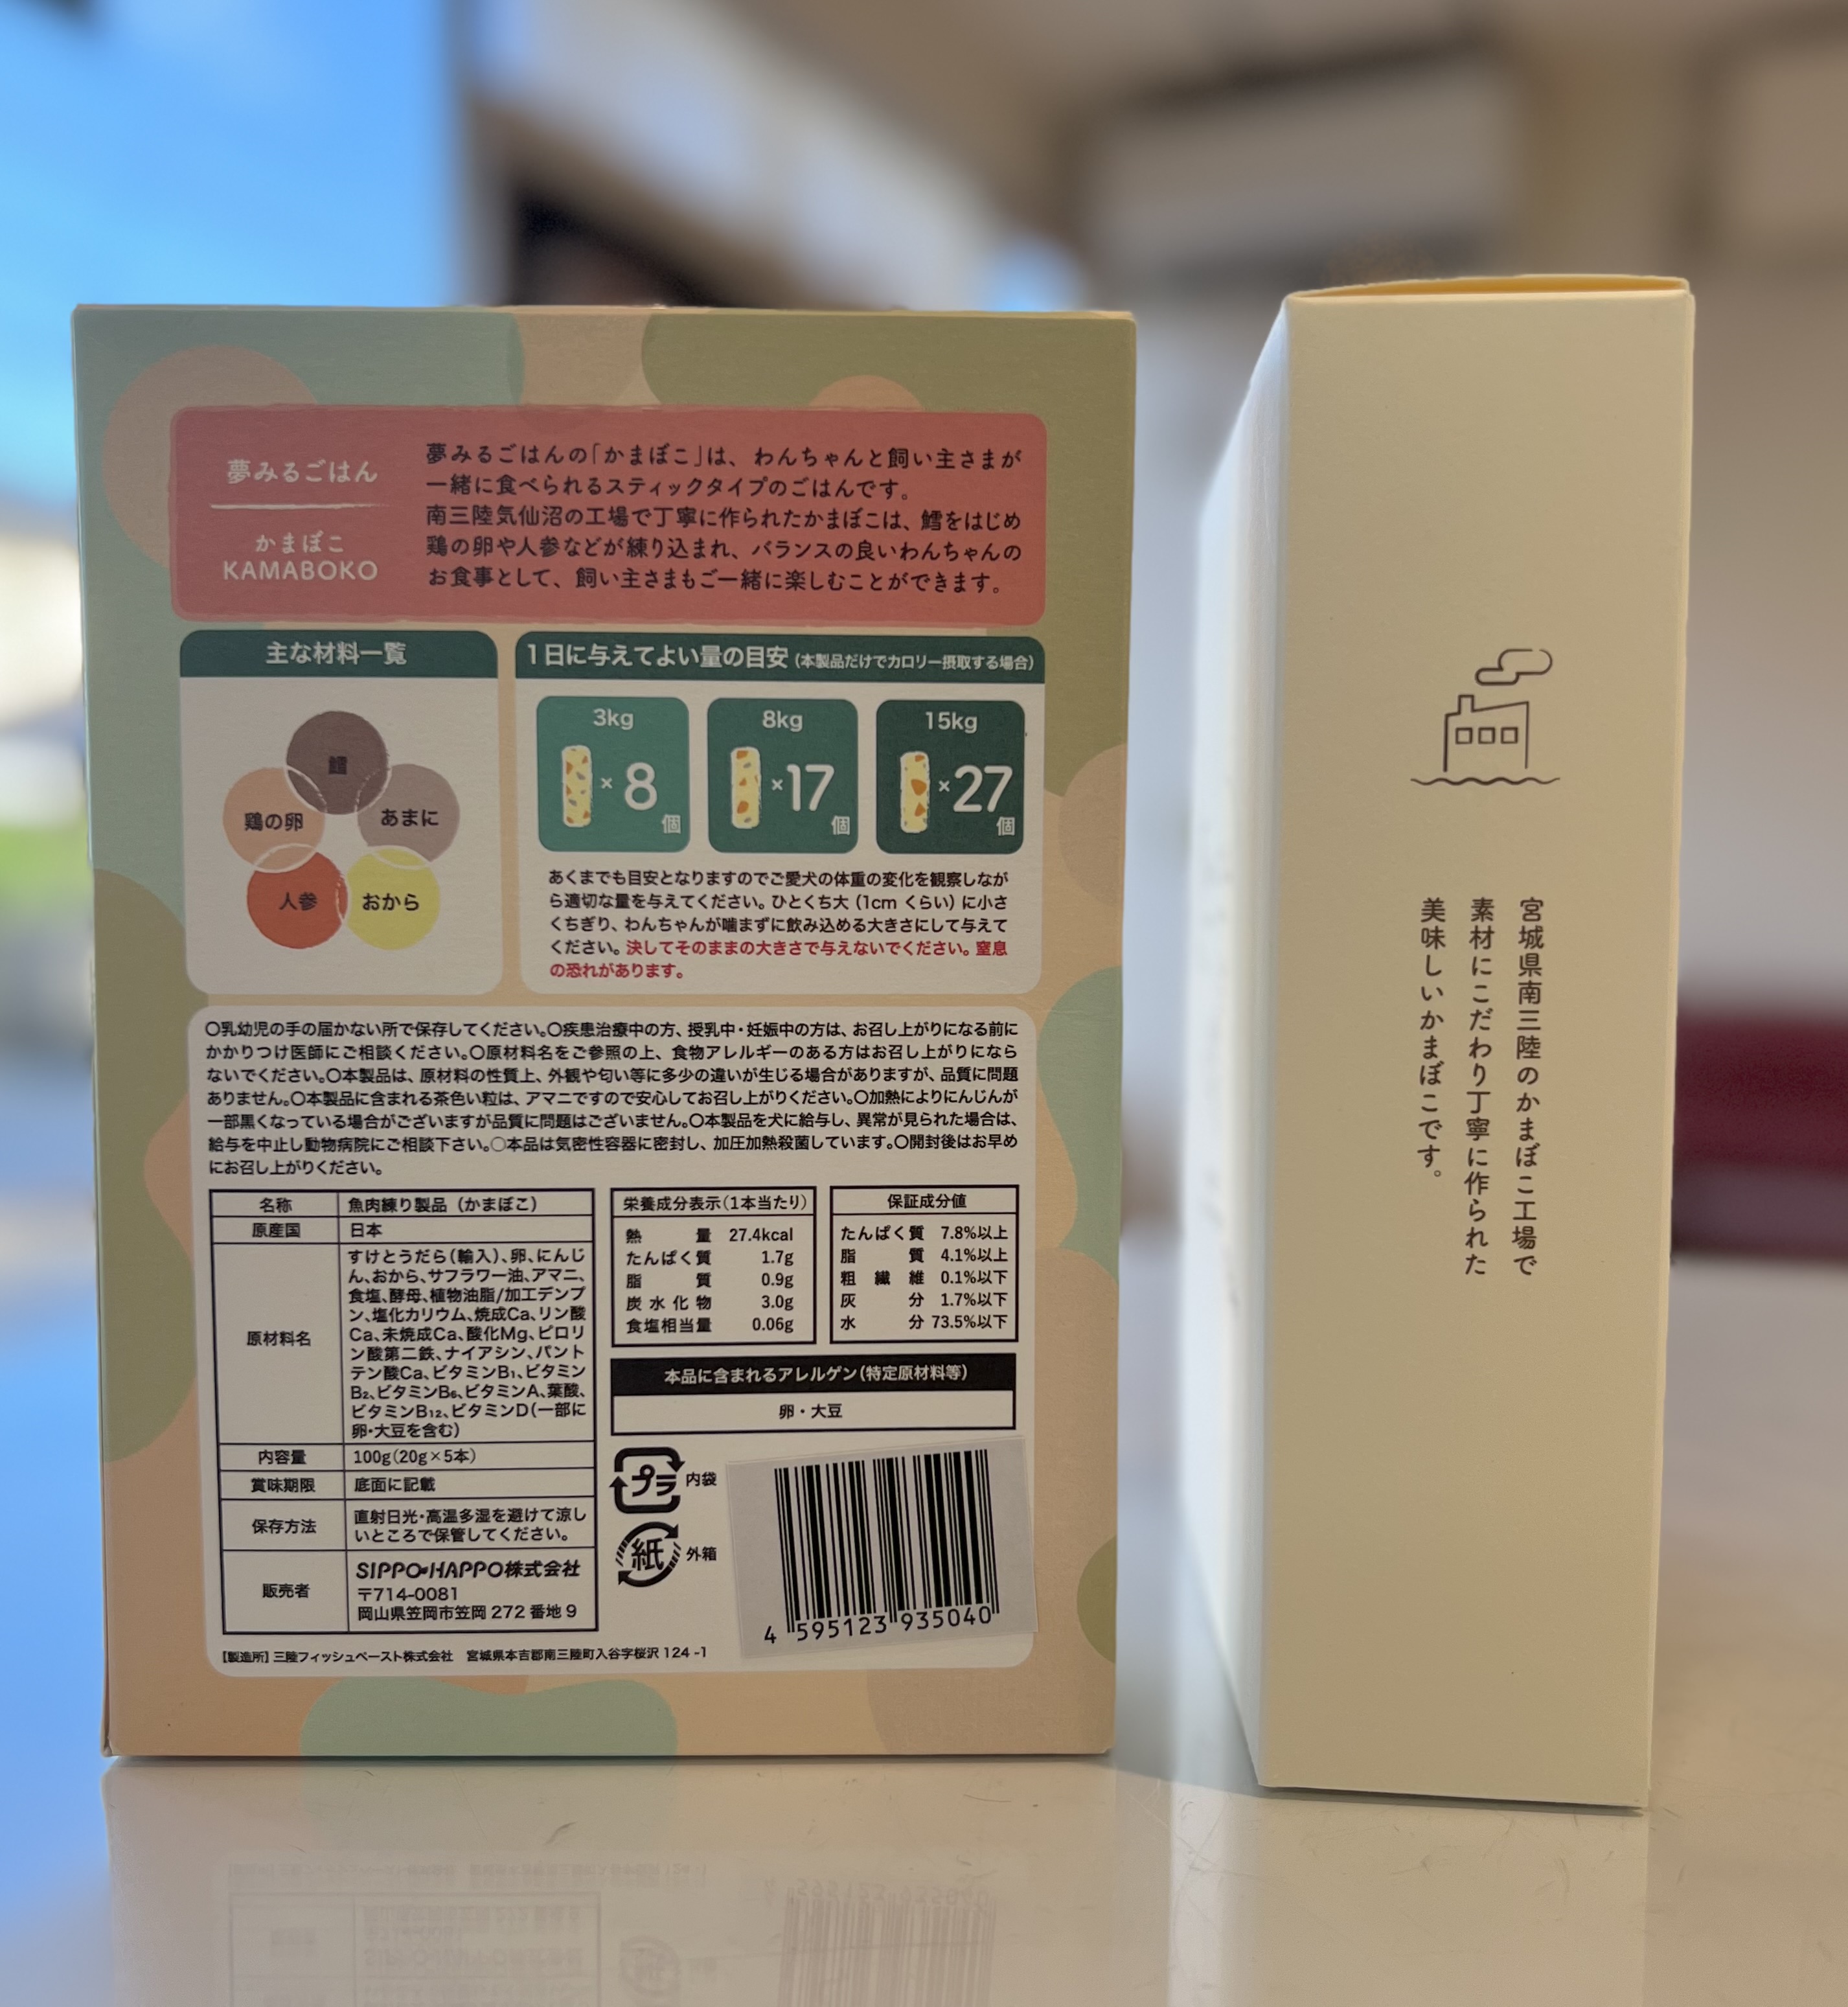 夢みるごはん
かまぼこ
KAMABOKO
夢みるごはんの「かまぼこ」は、わんちゃんと飼い主さまが
一緒に食べられるスティックタイプのごはんです。
南三陸気仙沼の工場で丁寧に作られたかまぼこは、鱈をはじめ
鶏の卵や人参などが練り込まれ、バランスの良いわんちゃんの
お食事として、飼い主さまもご一緒に楽しむことができます。
主な材料一覧
鱈
鶏の卵
あまに
人参
おから
1日に与えてよい量の目安（本製品だけでカロリー摂取する場合）
3kg
×8個
8kg
×17個
15kg
×27個
あくまでも目安となりますのでご愛犬の体重の変化を観察しなが
ら適切な量を与えてください。ひとくち大（1cm くらい）に小さ
くちぎり、わんちゃんが噛まずに飲み込める大きさにして与えて
ください。決してそのままの大きさで与えないでください。窒息
の恐れがあります。
〇乳幼児の手の届かない所で保存してください。〇疾患治療中の方、授乳中・妊娠中の方は、お召し上がりになる前に
かかりつけ医師にご相談ください。〇原材料名をご参照の上、食物アレルギーのある方はお召し上がりになら
ないでください。〇本製品は、原材料の性質上、外観や匂い等に多少の違いが生じる場合がありますが、品質に問題
ありません。〇本製品に含まれる茶色い粒は、アマニですので安心してお召し上がりください。〇加熱によりにんじんが
一部黒くなっている場合がございますが品質に問題はございません。〇本製品を犬に給与し、異常が見られた場合は、
給与を中止し動物病院にご相談下さい。〇本品は気密性容器に密封し、加圧加熱殺菌しています。〇開封後はお早め
にお召し上がりください。
名称 魚肉練り製品（かまぼこ）
原産国 日本
原材料名
すけとうだら（輸入）、卵、にんじ
ん、おから、サフラワー油、アマニ、
食塩、酵母、植物油脂/加工デンプ
ン、塩化カリウム、焼成Ca、リン酸
Ca、未焼成Ca、酸化Mg、ピロリ
ン酸第二鉄、ナイアシン、パント
テン酸Ca、ビタミンB₁、ビタミン
B₂、ビタミンB₆、ビタミンA、葉酸、
ビタミンB₁₂、ビタミンD（一部に
卵・大豆を含む）
内容量 100g（20g×5本）
賞味期限 底面に記載
保存方法
直射日光・高温多湿を避けて涼し
いところで保管してください。
販売者
SIPPO-HAPPO株式会社
〒714-0081
岡山県笠岡市笠岡 272 番地 9
【製造所】三陸フィッシュペースト株式会社 宮城県本吉郡南三陸町入谷字桜沢 124 -1
栄養成分表示（1本当たり）
熱量 27.4kcal
たんぱく質 1.7g
脂質 0.9g
炭水化物 3.0g
食塩相当量 0.06g
保証成分値
たんぱく質 7.8%以上
脂質 4.1%以上
粗繊維 0.1%以下
灰分 1.7%以下
水分 73.5%以下
本品に含まれるアレルゲン（特定原材料等）
卵・大豆
プラ 内袋
紙 外箱
4 595123 935040
宮城県南三陸のかまぼこ工場で
素材にこだわり丁寧に作られた
美味しいかまぼこです。